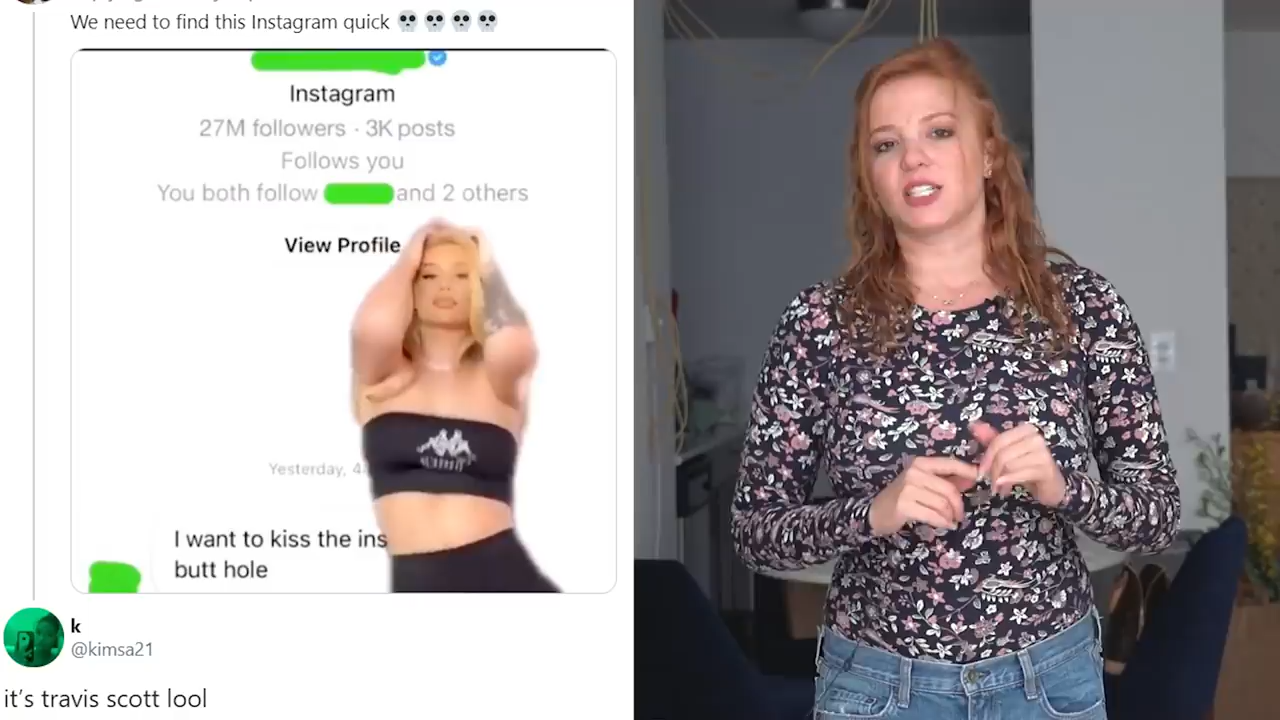 We need to find this Instagram quick 💀💀💀💀
Instagram
27M followers · 3K posts
Follows you
You both follow
and 2 others
View Profile
Yesterday, 4
I want to kiss the ins
butt hole
k
@kimsa21
it's travis scott lool